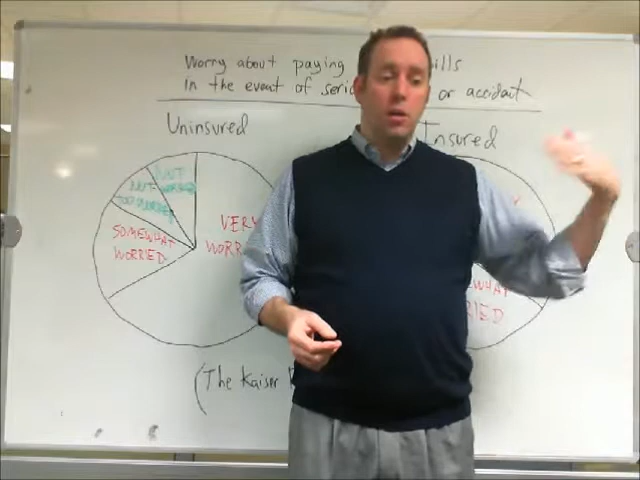 Worry about paying ills
in the event of seri or accident
Uninsured
Insured
NOT
WORRIED
NOT
TOO WORRIED
VERY
WORR
SOMEWHAT
WORRIED
WHAT
RIED
(The Kaiser